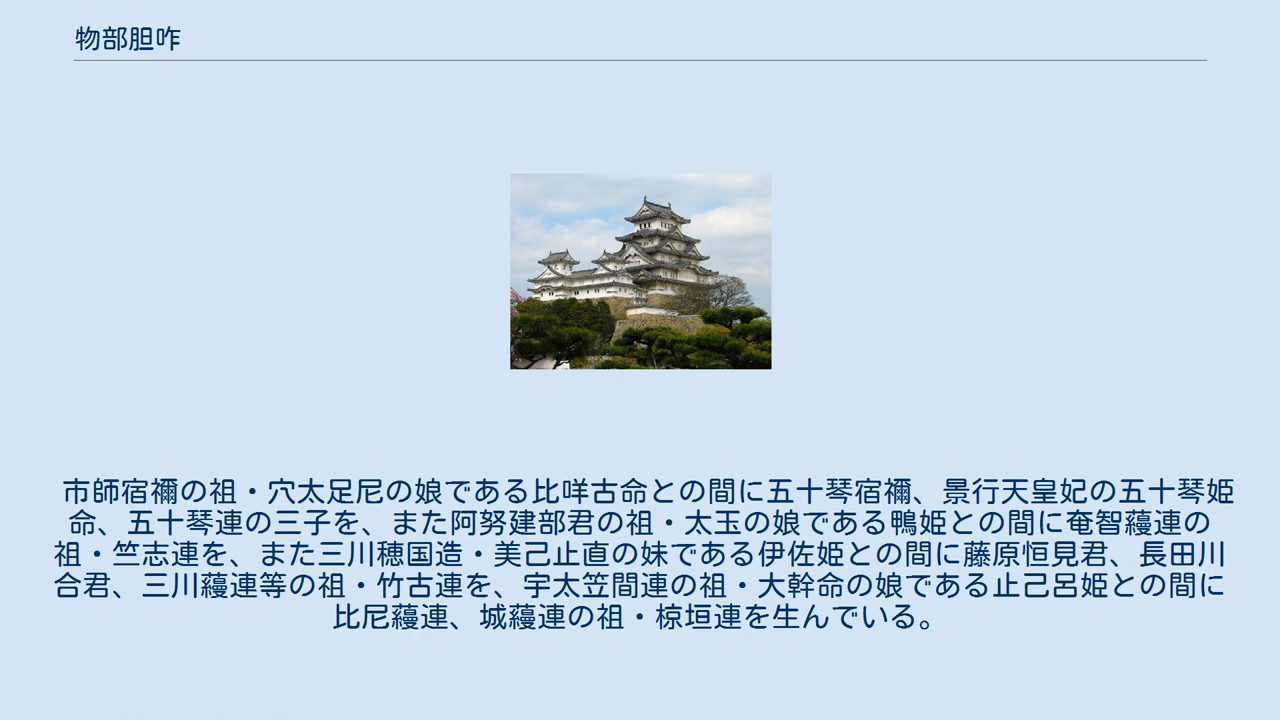 物部胆咋
市師宿禰の祖・穴太足尼の娘である比咩古命との間に五十琴宿禰、景行天皇妃の五十琴姫
命、五十琴連の三子を、また阿努建部君の祖・太玉の娘である鴨姫との間に奄智蘰連の
祖・竺志連を、また三川穂国造・美己止直の妹である伊佐姫との間に藤原恒見君、長田川
合君、三川蘰連等の祖・竹古連を、宇太笠間連の祖・大幹命の娘である止己呂姫との間に
比尼蘰連、城蘰連の祖・椋垣連を生んでいる。